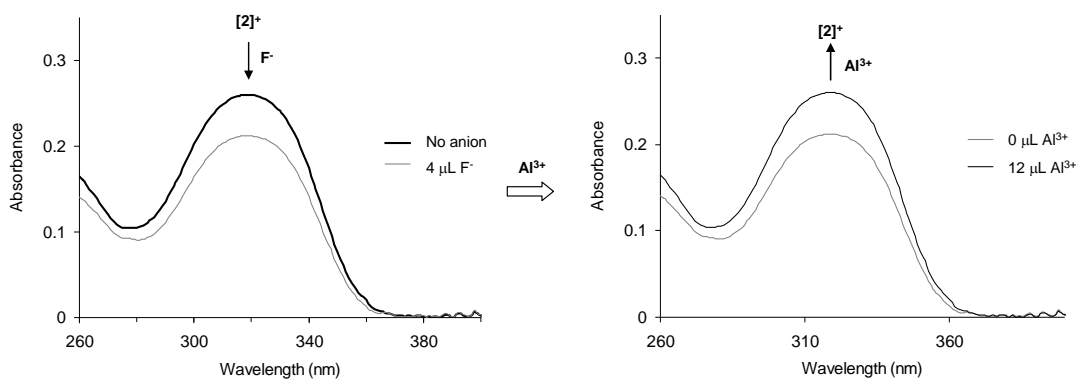 [2]⁺
F⁻
0.3
0.2
0.1
0
Absorbance
No anion
4 μL F⁻
260
300
340
380
Wavelength (nm)
Al³⁺
[2]⁺
Al³⁺
0.3
0.2
0.1
0
Absorbance
0 μL Al³⁺
12 μL Al³⁺
260
310
360
Wavelength (nm)